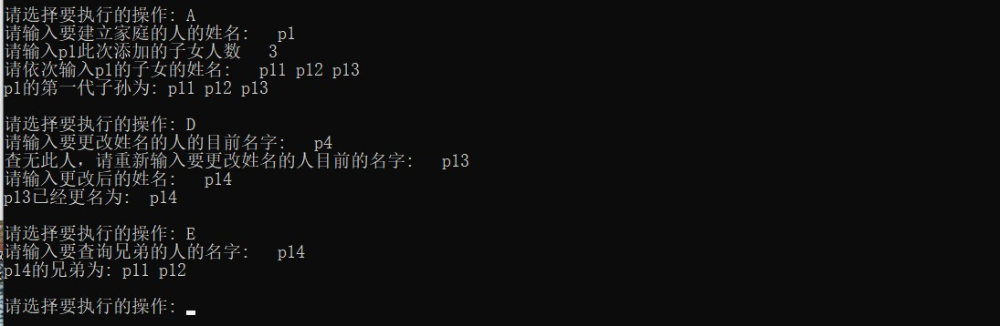 请选择要执行的操作: A
请输入要建立家庭的人的姓名:   p1
请输入p1此次添加的子女人数   3
请依次输入p1的子女的姓名:   p11 p12 p13
p1的第一代子孙为: p11 p12 p13
请选择要执行的操作: D
请输入要更改姓名的人的目前名字:   p4
查无此人，请重新输入要更改姓名的人目前的名字:   p13
请输入更改后的姓名:   p14
p13已经更名为:  p14
请选择要执行的操作: E
请输入要查询兄弟的人的名字:   p14
p14的兄弟为: p11 p12
请选择要执行的操作: